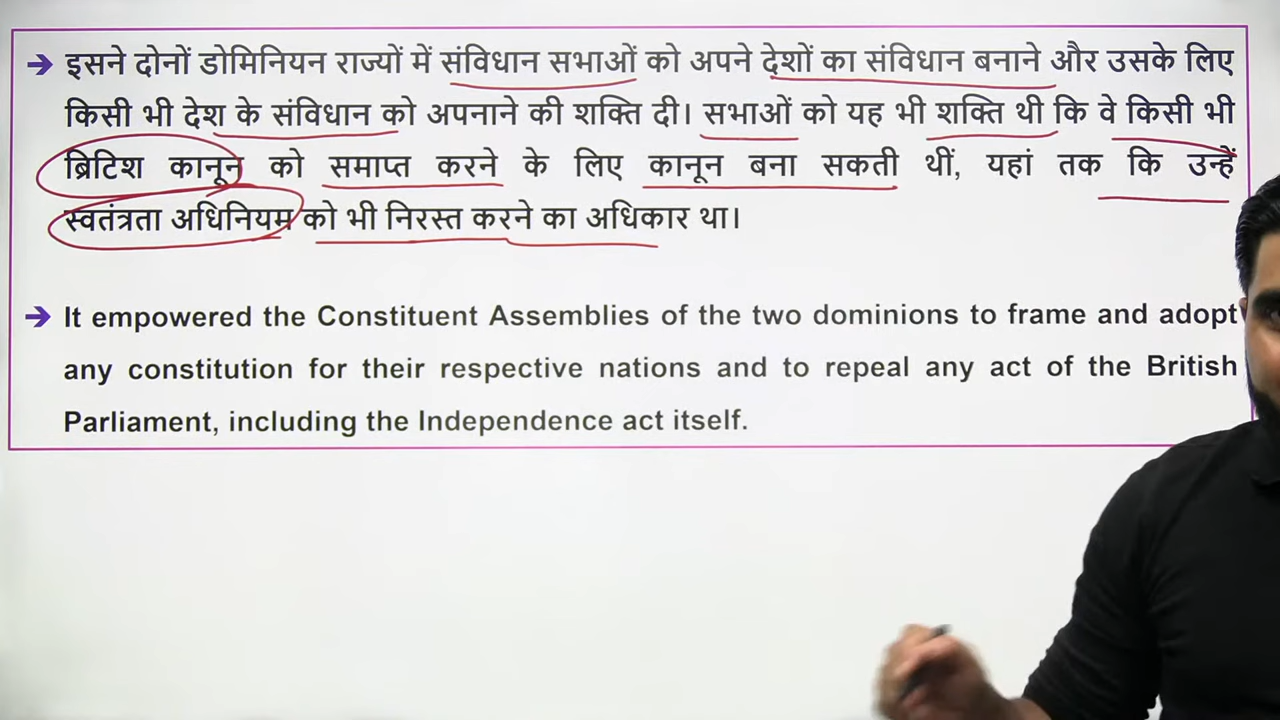 ➔ इसने दोनों डोमिनियन राज्यों में संविधान सभाओं को अपने देशों का संविधान बनाने और उसके लिए
किसी भी देश के संविधान को अपनाने की शक्ति दी। सभाओं को यह भी शक्ति थी कि वे किसी भी
ब्रिटिश कानून को समाप्त करने के लिए कानून बना सकती थीं, यहां तक कि उन्हें
स्वतंत्रता अधिनियम को भी निरस्त करने का अधिकार था।
➔ It empowered the Constituent Assemblies of the two dominions to frame and adopt
any constitution for their respective nations and to repeal any act of the British
Parliament, including the Independence act itself.